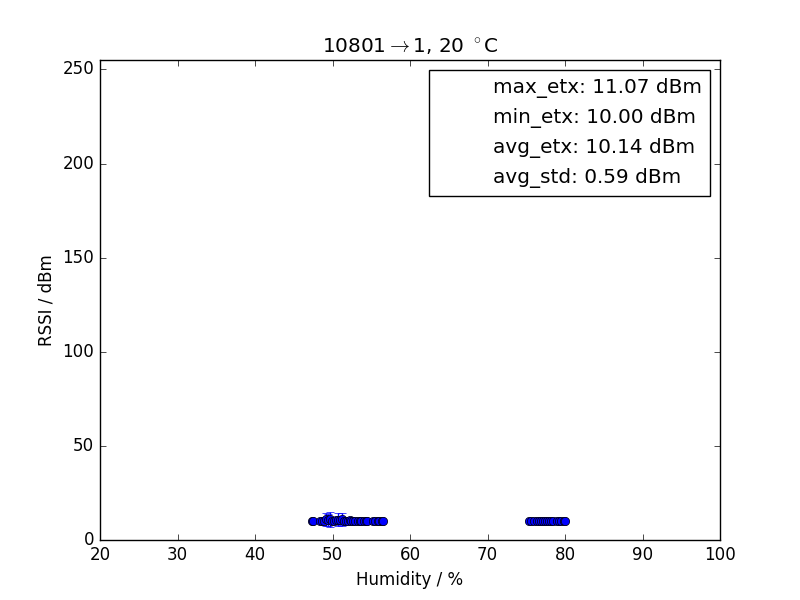 10801→1, 20 °C
max_etx: 11.07 dBm
min_etx: 10.00 dBm
avg_etx: 10.14 dBm
avg_std: 0.59 dBm
250
200
150
100
50
0
RSSI / dBm
20 30 40 50 60 70 80 90 100
Humidity / %